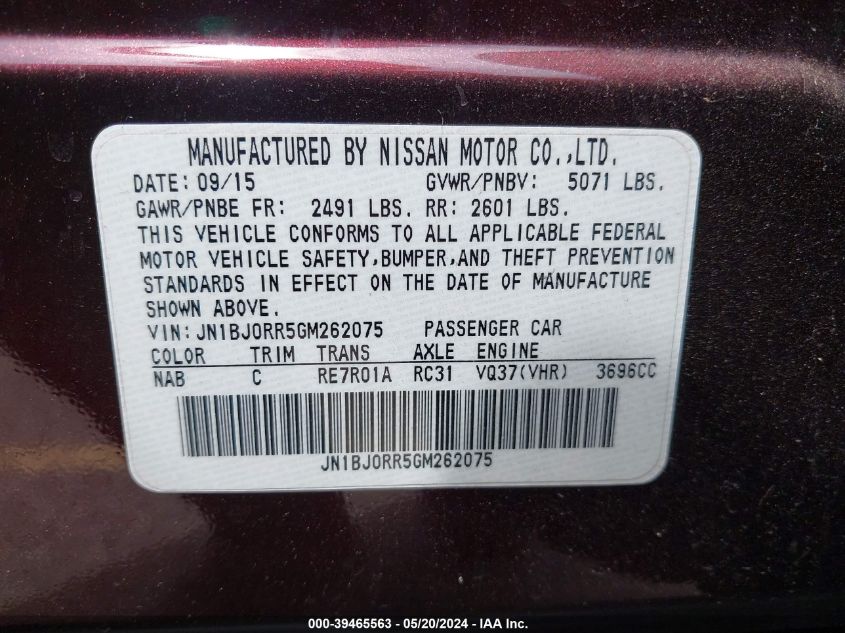 MANUFACTURED BY NISSAN MOTOR CO.,LTD.
DATE: 09/15 GVWR/PNBV: 5071 LBS.
GAWR/PNBE FR: 2491 LBS. RR: 2601 LBS.
THIS VEHICLE CONFORMS TO ALL APPLICABLE FEDERAL
MOTOR VEHICLE SAFETY,BUMPER,AND THEFT PREVENTION
STANDARDS IN EFFECT ON THE DATE OF MANUFACTURE
SHOWN ABOVE.
VIN: JN1BJ0RR5GM262075 PASSENGER CAR
COLOR TRIM TRANS AXLE ENGINE
NAB C RE7R01A RC31 VQ37(VHR) 3696CC
JN1BJ0RR5GM262075
000-39465563 - 05/20/2024 - IAA Inc.